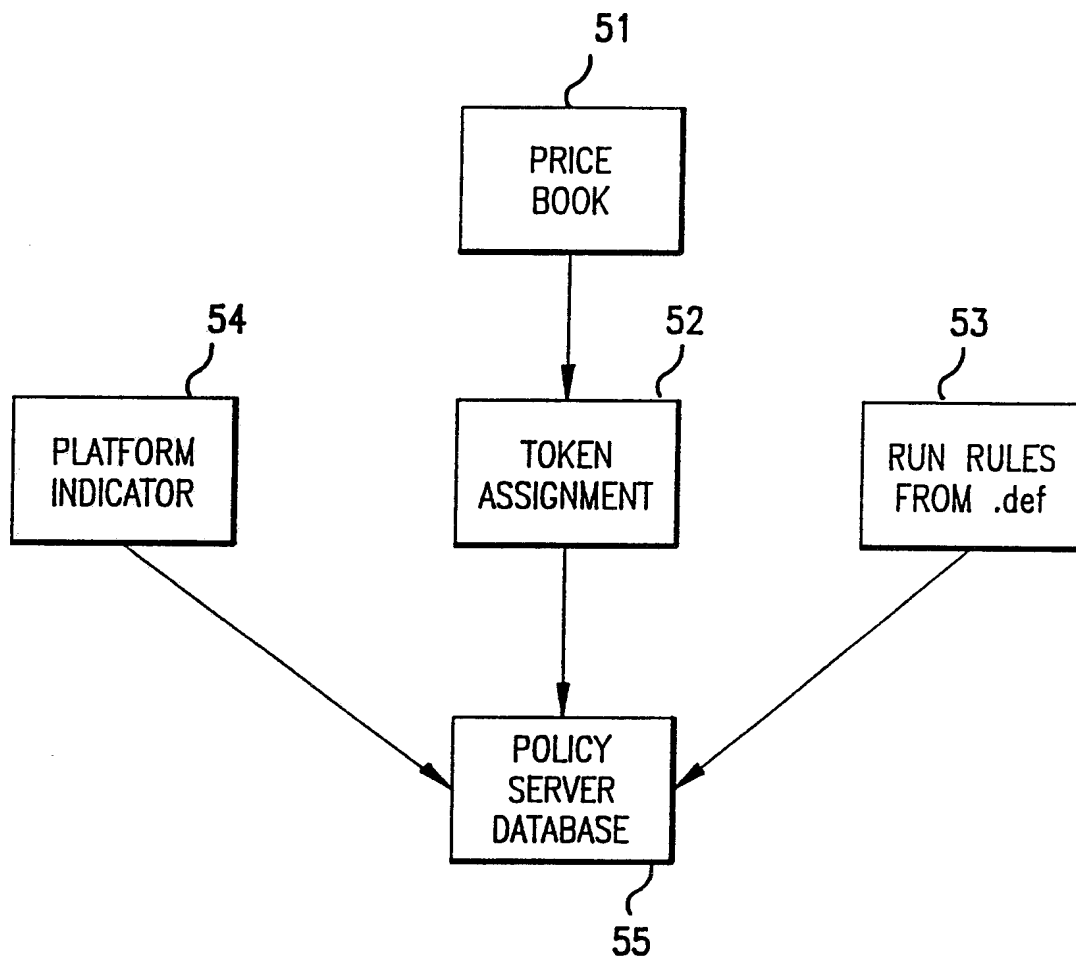 51
PRICE
BOOK
54
PLATFORM
INDICATOR
52
TOKEN
ASSIGNMENT
53
RUN RULES
FROM .def
POLICY
SERVER
DATABASE
55